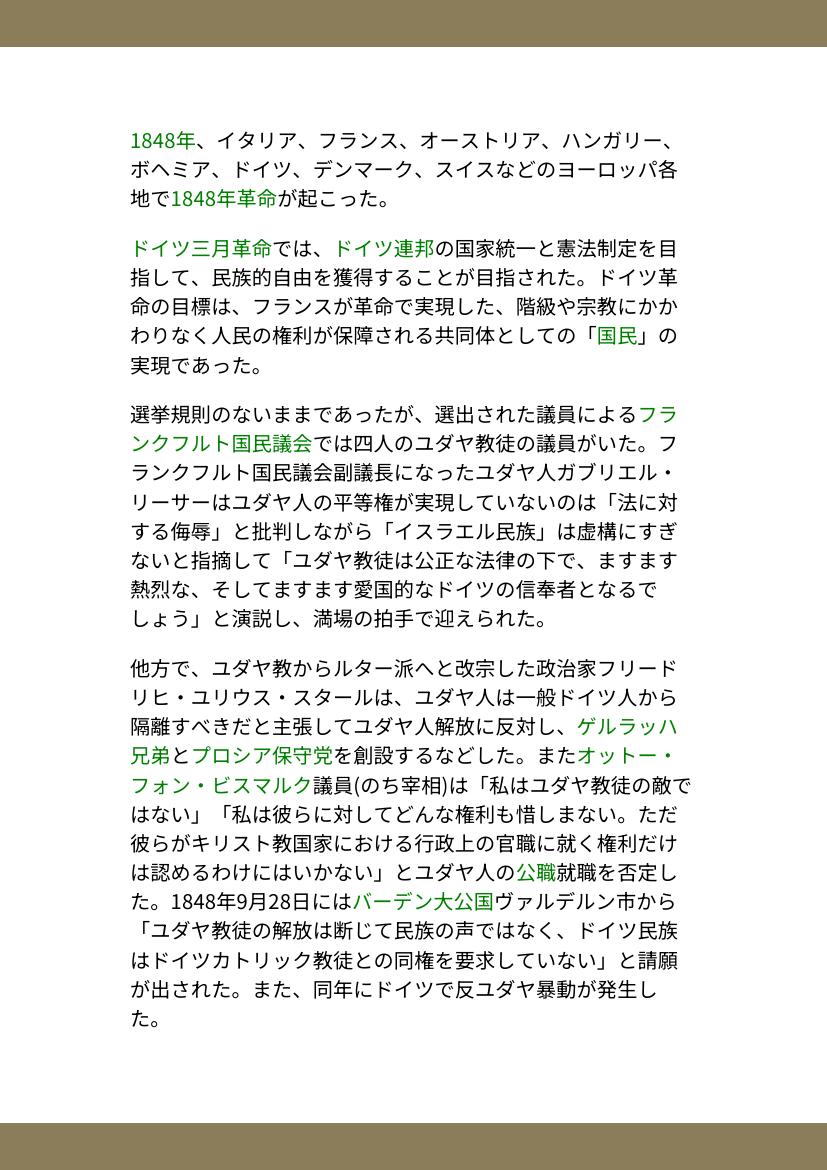 1848年、イタリア、フランス、オーストリア、ハンガリー、
ボヘミア、ドイツ、デンマーク、スイスなどのヨーロッパ各
地で1848年革命が起こった。
ドイツ三月革命では、ドイツ連邦の国家統一と憲法制定を目
指して、民族的自由を獲得することが目指された。ドイツ革
命の目標は、フランスが革命で実現した、階級や宗教にかか
わりなく人民の権利が保障される共同体としての「国民」の
実現であった。
選挙規則のないままであったが、選出された議員によるフラ
ンクフルト国民議会では四人のユダヤ教徒の議員がいた。フ
ランクフルト国民議会副議長になったユダヤ人ガブリエル・
リーサーはユダヤ人の平等権が実現していないのは「法に対
する侮辱」と批判しながら「イスラエル民族」は虚構にすぎ
ないと指摘して「ユダヤ教徒は公正な法律の下で、ますます
熱烈な、そしてますます愛国的なドイツの信奉者となるで
しょう」と演説し、満場の拍手で迎えられた。
他方で、ユダヤ教からルター派へと改宗した政治家フリード
リヒ・ユリウス・スタールは、ユダヤ人は一般ドイツ人から
隔離すべきだと主張してユダヤ人解放に反対し、ゲルラッハ
兄弟とプロシア保守党を創設するなどした。またオットー・
フォン・ビスマルク議員(のち宰相)は「私はユダヤ教徒の敵で
はない」「私は彼らに対してどんな権利も惜しまない。ただ
彼らがキリスト教国家における行政上の官職に就く権利だけ
は認めるわけにはいかない」とユダヤ人の公職就職を否定し
た。1848年9月28日にはバーデン大公国ヴァルデルン市から
「ユダヤ教徒の解放は断じて民族の声ではなく、ドイツ民族
はドイツカトリック教徒との同権を要求していない」と請願
が出された。また、同年にドイツで反ユダヤ暴動が発生し
た。